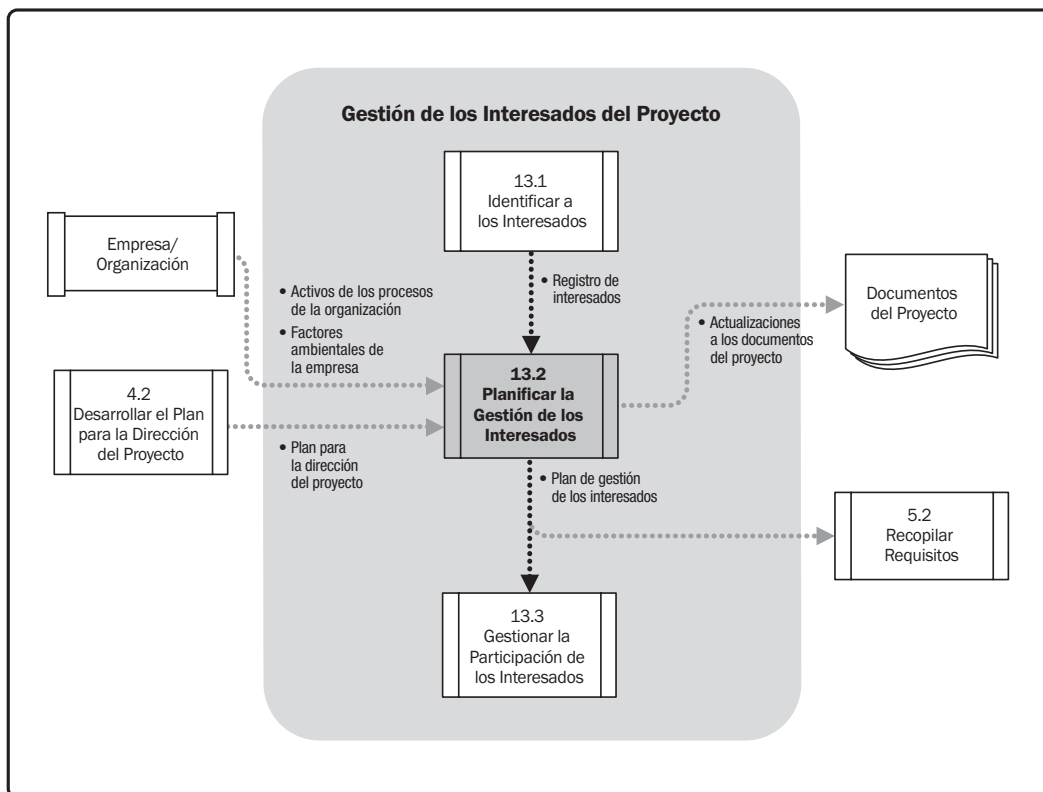 Gestión de los Interesados del Proyecto
13.1
Identificar a
los Interesados
Empresa/
Organización
• Activos de los procesos
de la organización
• Factores
ambientales de
la empresa
• Registro de
interesados
Documentos
del Proyecto
• Actualizaciones
a los documentos
del proyecto
4.2
Desarrollar el Plan
para la Dirección
del Proyecto
13.2
Planificar la
Gestión de los
Interesados
• Plan para
la dirección
del proyecto
• Plan de gestión
de los interesados
5.2
Recopilar
Requisitos
13.3
Gestionar la
Participación de
los Interesados